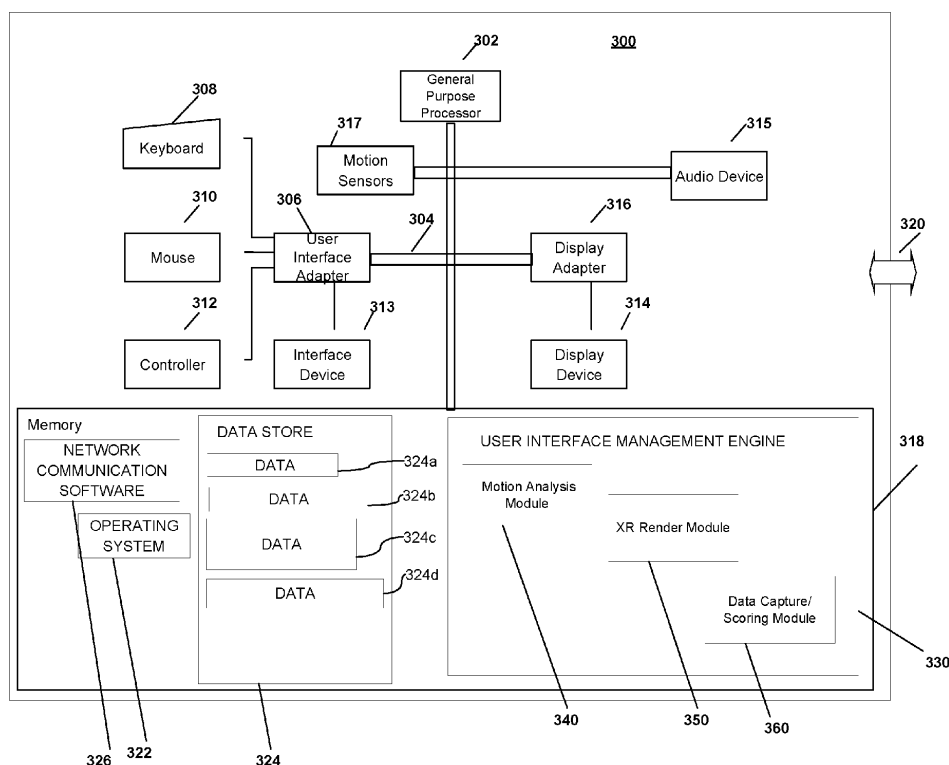 300
302
General
Purpose
Processor
308
Keyboard
317
Motion
Sensors
315
Audio Device
310
Mouse
306
User
Interface
Adapter
304
316
Display
Adapter
320
312
Controller
313
Interface
Device
314
Display
Device
Memory
NETWORK
COMMUNICATION
SOFTWARE
OPERATING
SYSTEM
DATA STORE
DATA
324a
DATA
324b
DATA
324c
DATA
324d
USER INTERFACE MANAGEMENT ENGINE
Motion Analysis
Module
XR Render Module
Data Capture/
Scoring Module
318
330
340
350
360
326
322
324